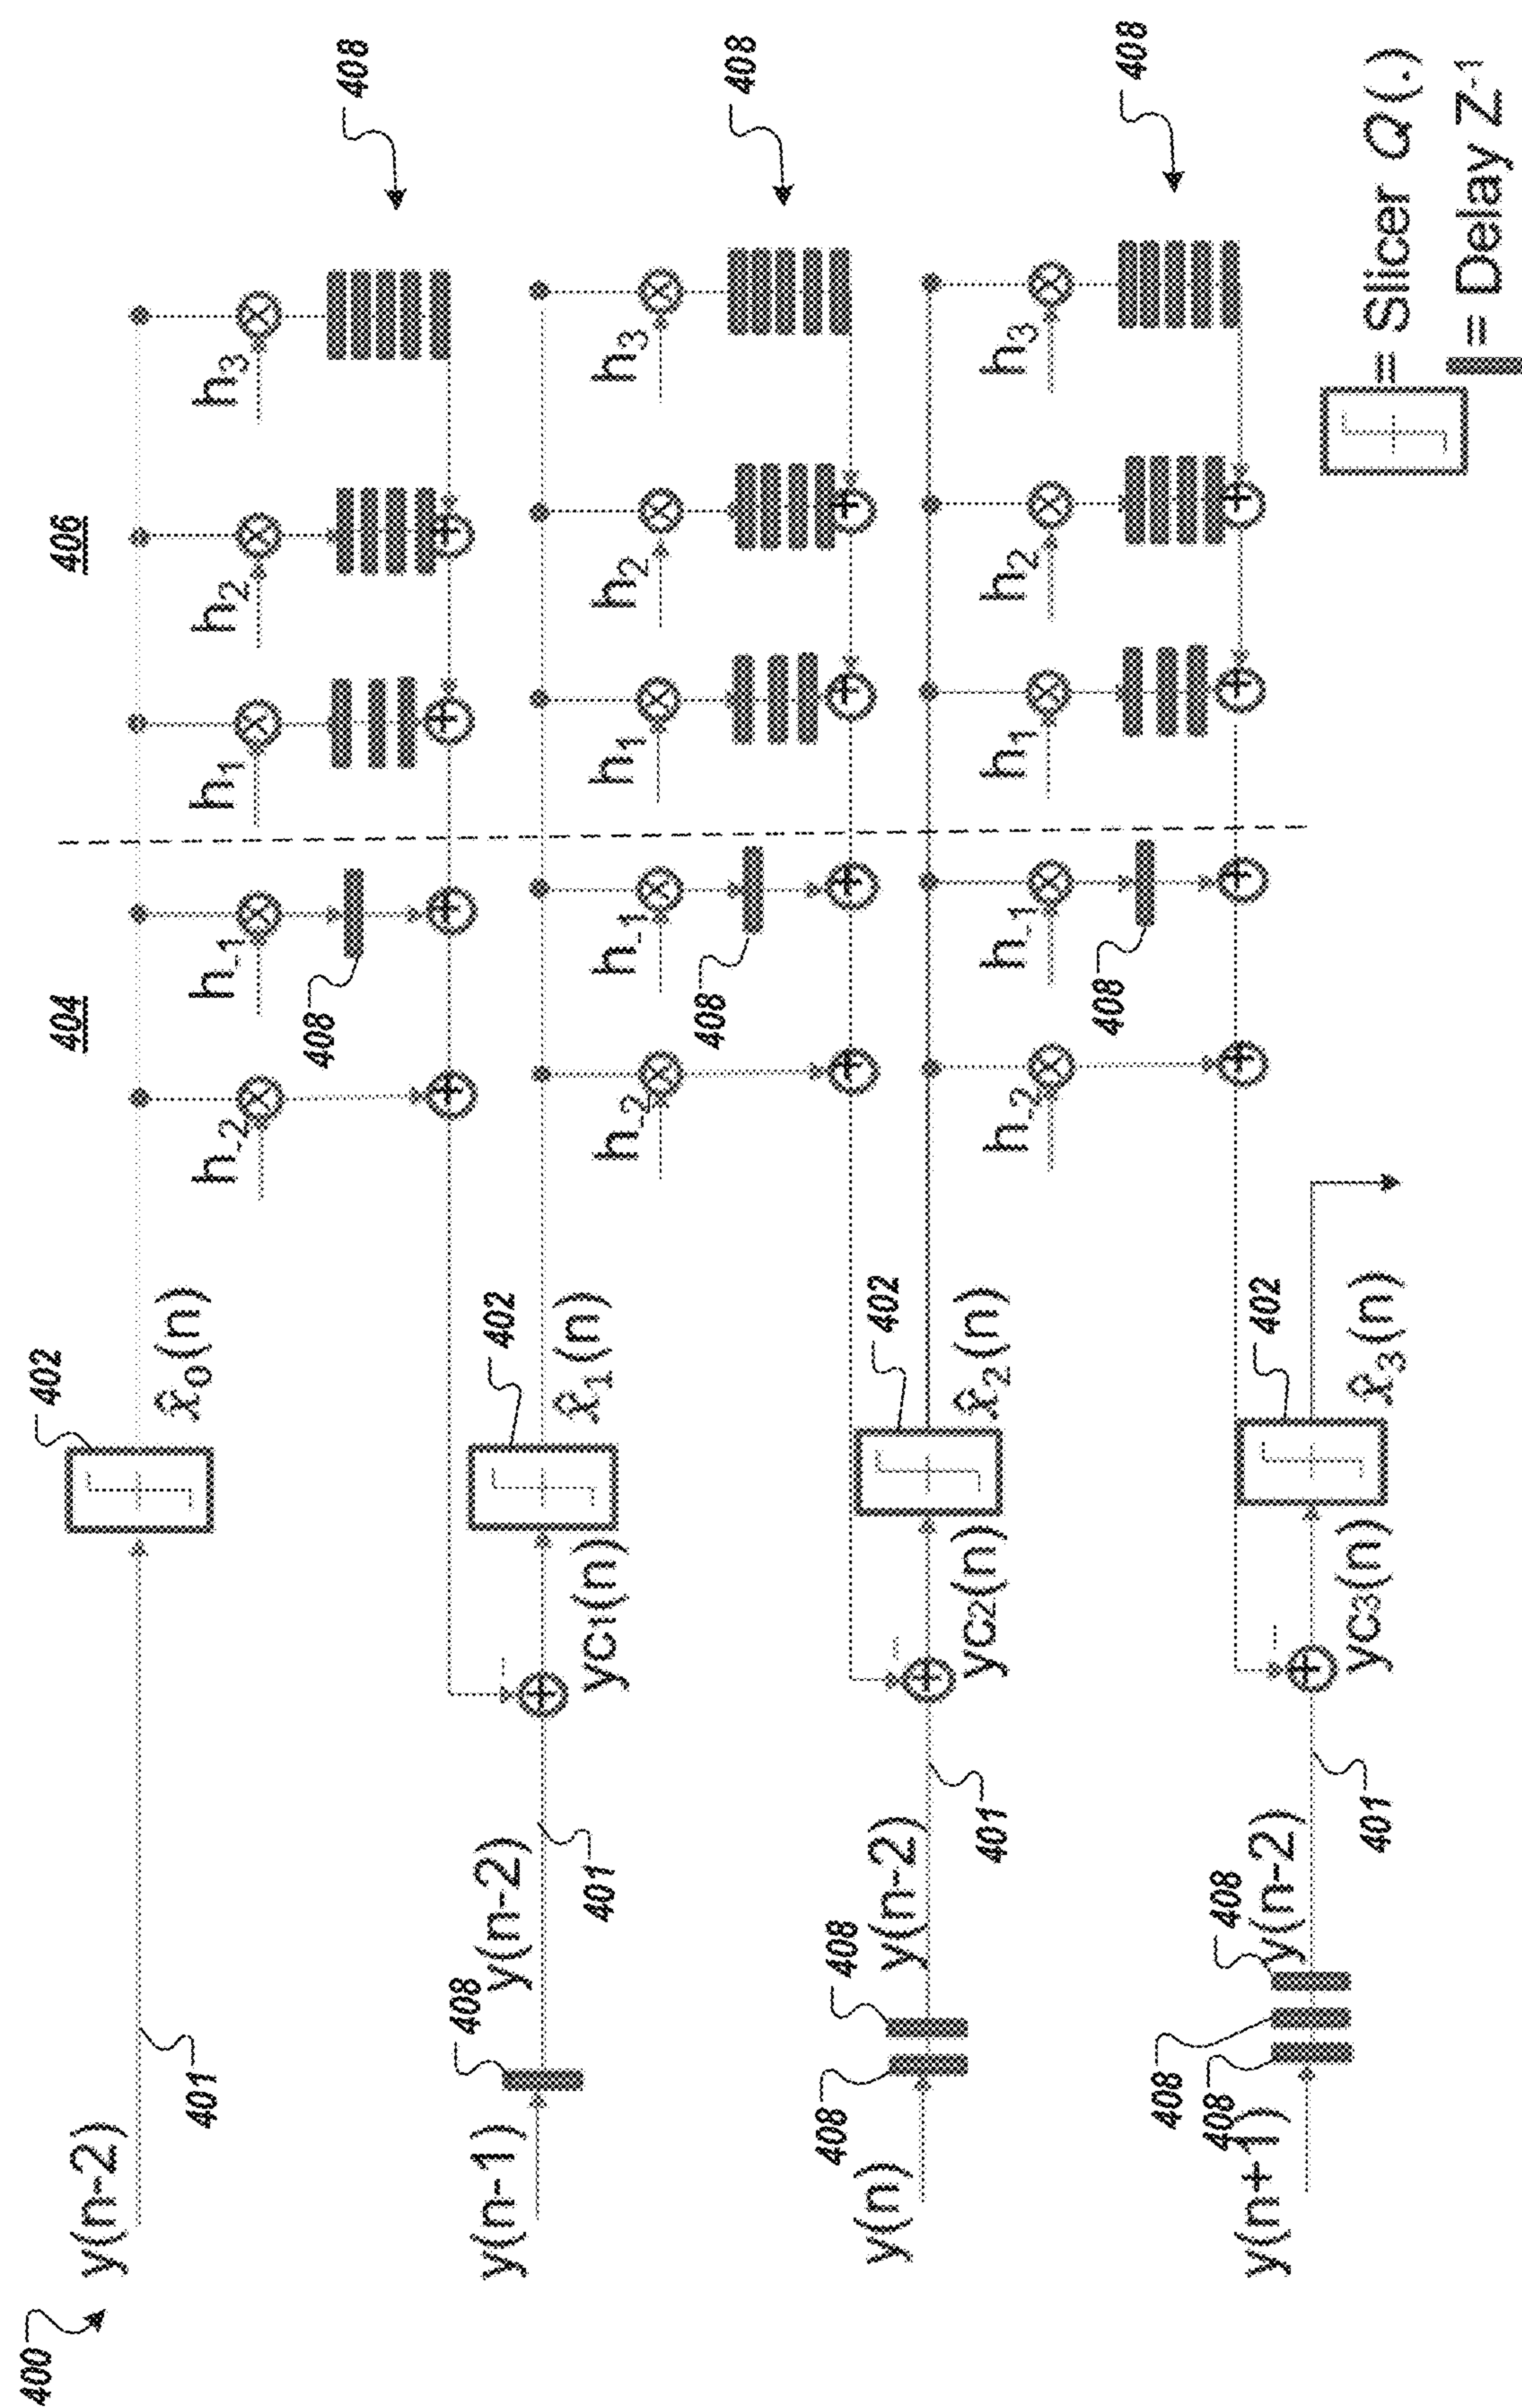 400
y(n-2)
401
402
x̂₀(n)
404
406
h₋₂
h₋₁
408
h₁
h₂
h₃
408
y(n-1)
408
y(n-2)
401
yc₁(n)
402
x̂₁(n)
h₋₂
h₋₁
408
h₁
h₂
h₃
408
y(n)
408
408
y(n-2)
401
yc₂(n)
402
x̂₂(n)
h₋₂
h₋₁
408
h₁
h₂
h₃
408
y(n+1)
408
408
408
y(n-2)
401
yc₃(n)
402
x̂₃(n)
= Slicer Q(.)
= Delay Z⁻¹